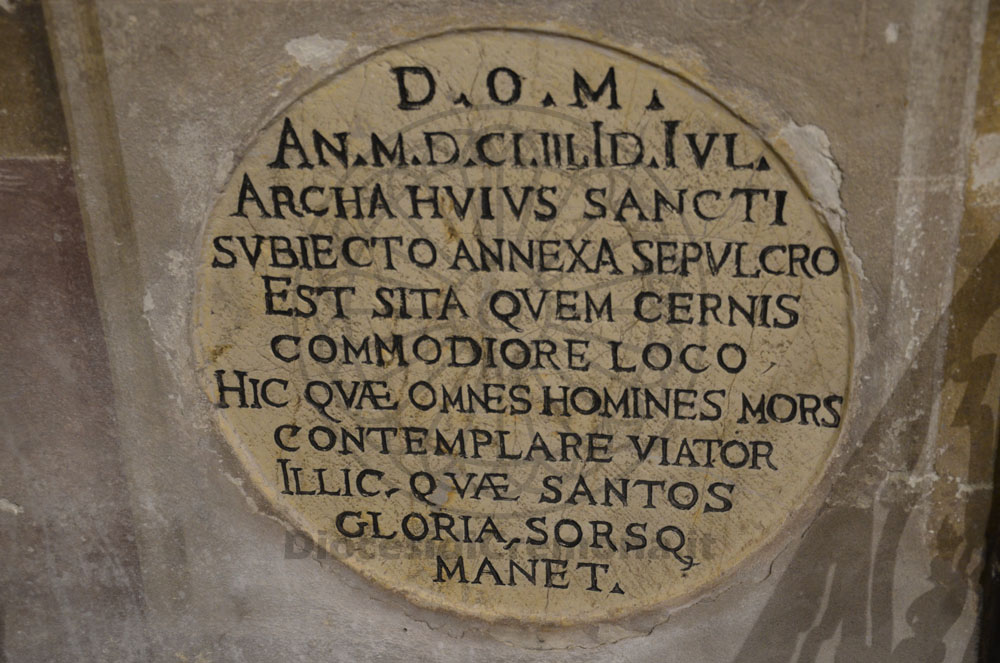 D.O.M.
AN.M.D.CI.III.ID.IVL.
ARCHA HVIVS SANCTI
SVBIECTO ANNEXA SEPVLCRO
EST SITA QVEM CERNIS
COMMODIORE LOCO
HIC QVÆ OMNES HOMINES MORS
CONTEMPLARE VIATOR
ILLIC, QVÆ SANTOS
GLORIA, SORSQ,
MANET.